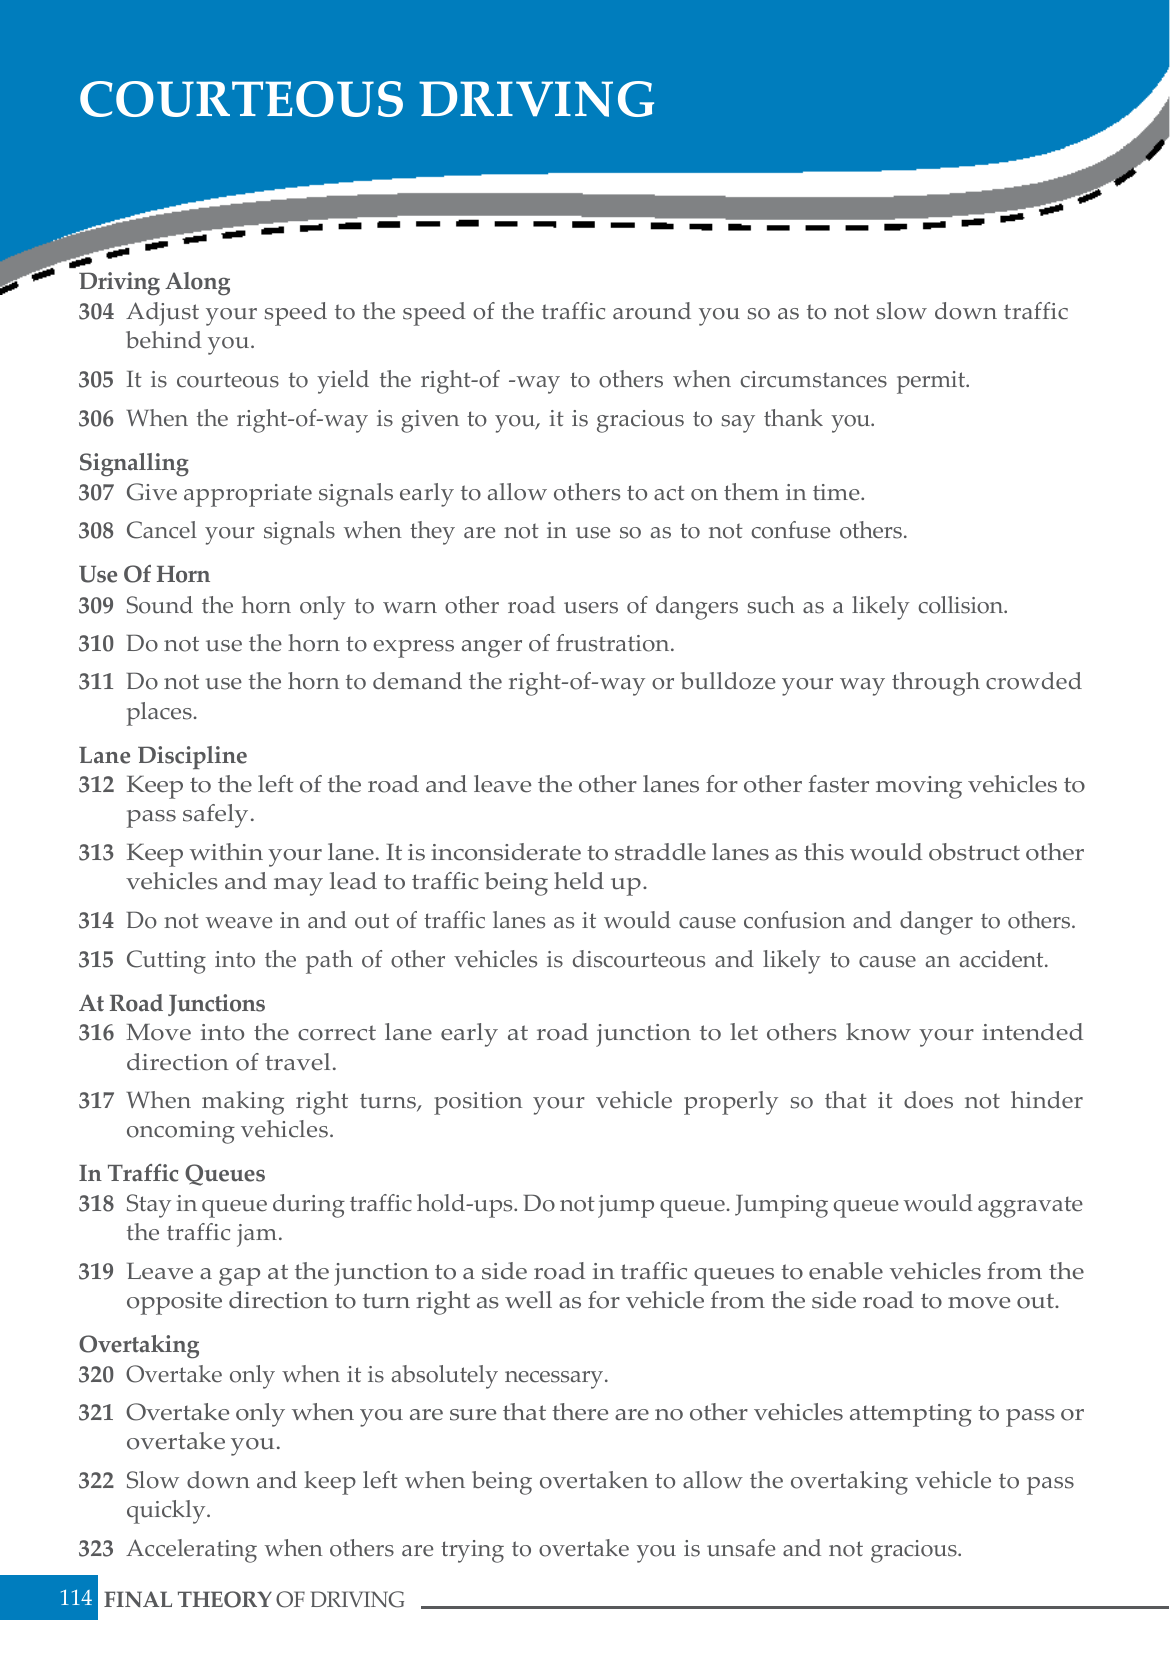 COURTEOUS DRIVING
Driving Along
304 Adjust your speed to the speed of the traffic around you so as to not slow down traffic
behind you.
305 It is courteous to yield the right-of -way to others when circumstances permit.
306 When the right-of-way is given to you, it is gracious to say thank you.
Signalling
307 Give appropriate signals early to allow others to act on them in time.
308 Cancel your signals when they are not in use so as to not confuse others.
Use Of Horn
309 Sound the horn only to warn other road users of dangers such as a likely collision.
310 Do not use the horn to express anger of frustration.
311 Do not use the horn to demand the right-of-way or bulldoze your way through crowded
places.
Lane Discipline
312 Keep to the left of the road and leave the other lanes for other faster moving vehicles to
pass safely.
313 Keep within your lane. It is inconsiderate to straddle lanes as this would obstruct other
vehicles and may lead to traffic being held up.
314 Do not weave in and out of traffic lanes as it would cause confusion and danger to others.
315 Cutting into the path of other vehicles is discourteous and likely to cause an accident.
At Road Junctions
316 Move into the correct lane early at road junction to let others know your intended
direction of travel.
317 When making right turns, position your vehicle properly so that it does not hinder
oncoming vehicles.
In Traffic Queues
318 Stay in queue during traffic hold-ups. Do not jump queue. Jumping queue would aggravate
the traffic jam.
319 Leave a gap at the junction to a side road in traffic queues to enable vehicles from the
opposite direction to turn right as well as for vehicle from the side road to move out.
Overtaking
320 Overtake only when it is absolutely necessary.
321 Overtake only when you are sure that there are no other vehicles attempting to pass or
overtake you.
322 Slow down and keep left when being overtaken to allow the overtaking vehicle to pass
quickly.
323 Accelerating when others are trying to overtake you is unsafe and not gracious.
114 FINAL THEORY OF DRIVING